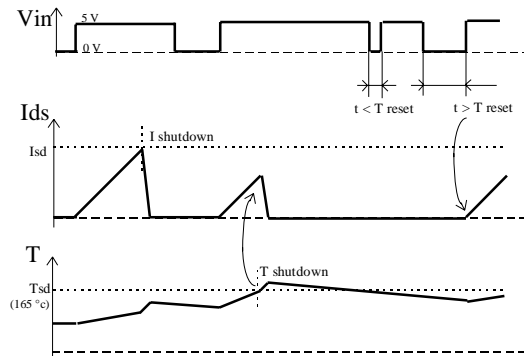 Vin
5 V
0 V
t < T reset
t > T reset
Ids
I shutdown
Isd
T
T shutdown
Tsd
(165 °c)